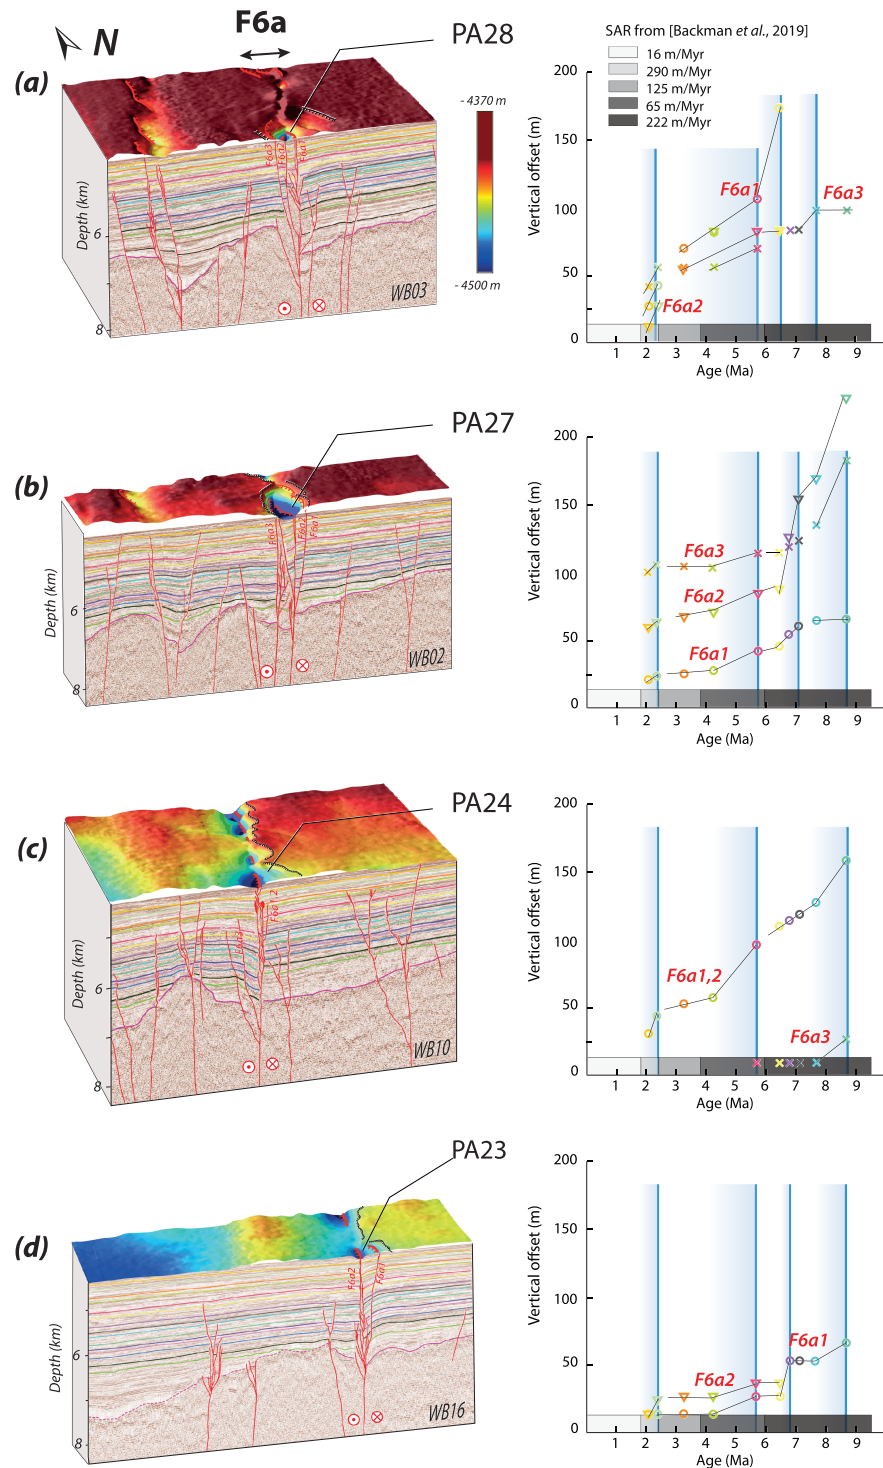 F6a
N
PA28
(a)
- 4370 m
- 4500 m
F6a3
F6a2
F6a1
Depth (km)
6
8
WB03
SAR from [Backman et al., 2019]
16 m/Myr
290 m/Myr
125 m/Myr
65 m/Myr
222 m/Myr
200
150
100
50
0
Vertical offset (m)
F6a1
F6a3
F6a2
1 2 3 4 5 6 7 8 9
Age (Ma)
PA27
(b)
F6a3
F6a2
F6a1
Depth (km)
6
8
WB02
200
150
100
50
0
Vertical offset (m)
F6a3
F6a2
F6a1
1 2 3 4 5 6 7 8 9
Age (Ma)
PA24
(c)
F6a3
F6a1,2
Depth (km)
6
8
WB10
200
150
100
50
0
Vertical offset (m)
F6a1,2
F6a3
1 2 3 4 5 6 7 8 9
Age (Ma)
PA23
(d)
F6a2
F6a1
Depth (km)
6
8
WB16
200
150
100
50
0
Vertical offset (m)
F6a1
F6a2
1 2 3 4 5 6 7 8 9
Age (Ma)